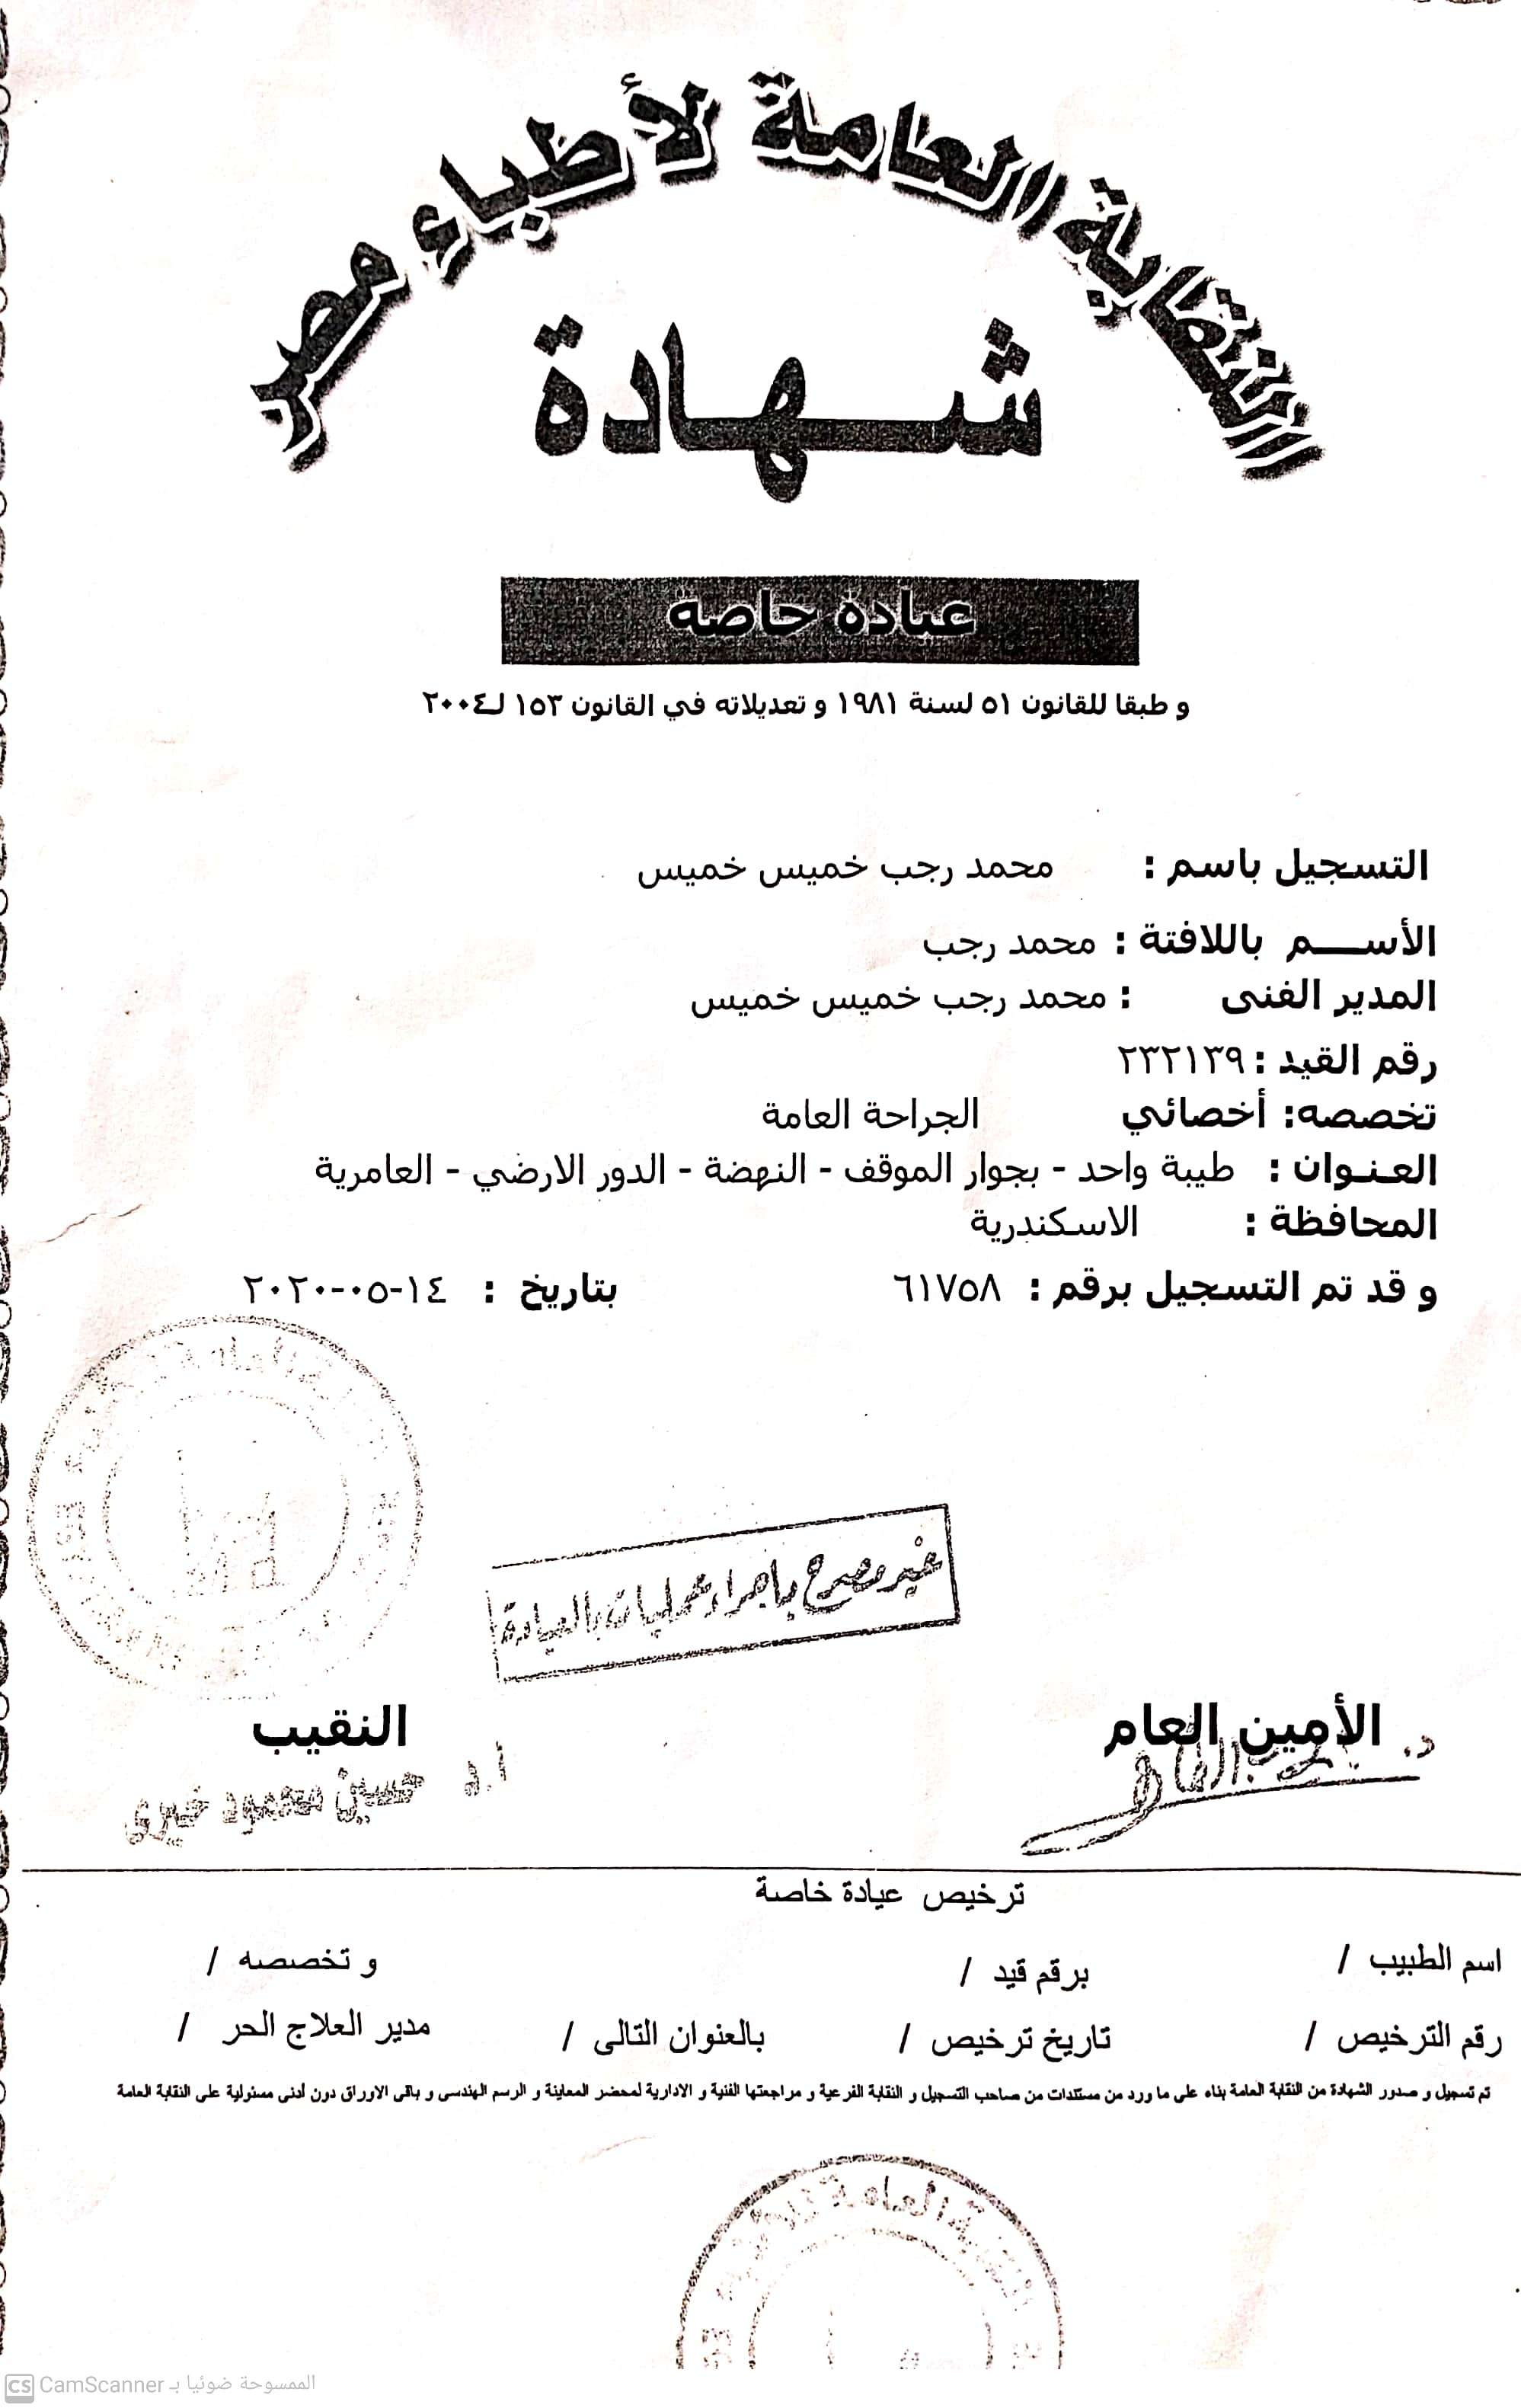 النقابة العامة لأطباء مصر
شهادة
عيادة خاصة
و طبقا للقانون ٥١ لسنة ١٩٨١ و تعديلاته في القانون ١٥٣ لـ٢٠٠٤
التسجيل باسم : محمد رجب خميس خميس
الأسم باللافتة : محمد رجب
المدير الفنى : محمد رجب خميس خميس
رقم القيد : ٢٣٢١٣٩
تخصصه: أخصائي الجراحة العامة
العنوان : طيبة واحد - بجوار الموقف - النهضة - الدور الارضي - العامرية
المحافظة : الاسكندرية
و قد تم التسجيل برقم : ٦١٧٥٨ بتاريخ : ١٤-٠٥-٢٠٢٠
غير مصرح باجراء عمليات بالعيادة
الأمين العام النقيب
أ.د حسين محمود خيرى
ترخيص عيادة خاصة
اسم الطبيب / برقم قيد / و تخصصه /
رقم الترخيص / تاريخ ترخيص / بالعنوان التالى / مدير العلاج الحر /
تم تسجيل و صدور الشهادة من النقابة العامة بناء على ما ورد من مستندات من صاحب التسجيل و النقابة الفرعية و مراجعتها الفنية و الادارية لمحضر المعاينة و الرسم الهندسى و باقى الاوراق دون أدنى مسئولية على النقابة العامة
CS CamScanner الممسوحة ضوئيا بـ